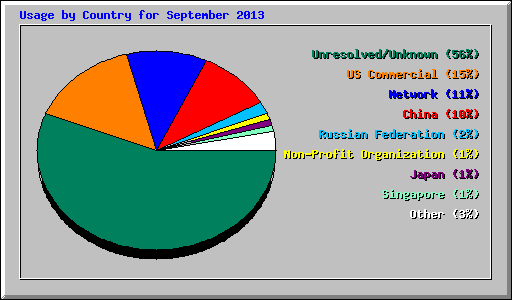 Usage by Country for September 2013
Unresolved/Unknown (56%)
US Commercial (15%)
Network (11%)
China (10%)
Russian Federation (2%)
Non-Profit Organization (1%)
Japan (1%)
Singapore (1%)
Other (3%)